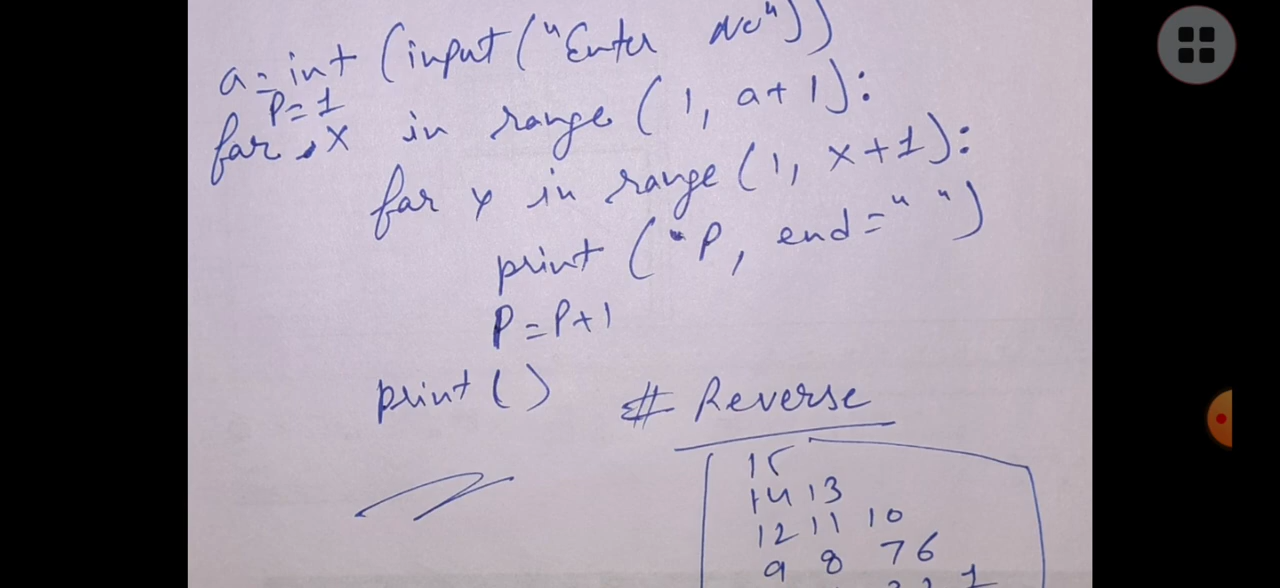 a=int (input("Enter No"))
P=1
for x in range (1, a+1):
for y in range (1, x+1):
print (P, end=" ")
P=P+1
print ()
# Reverse
15
14 13
12 11 10
9 8 7 6
1